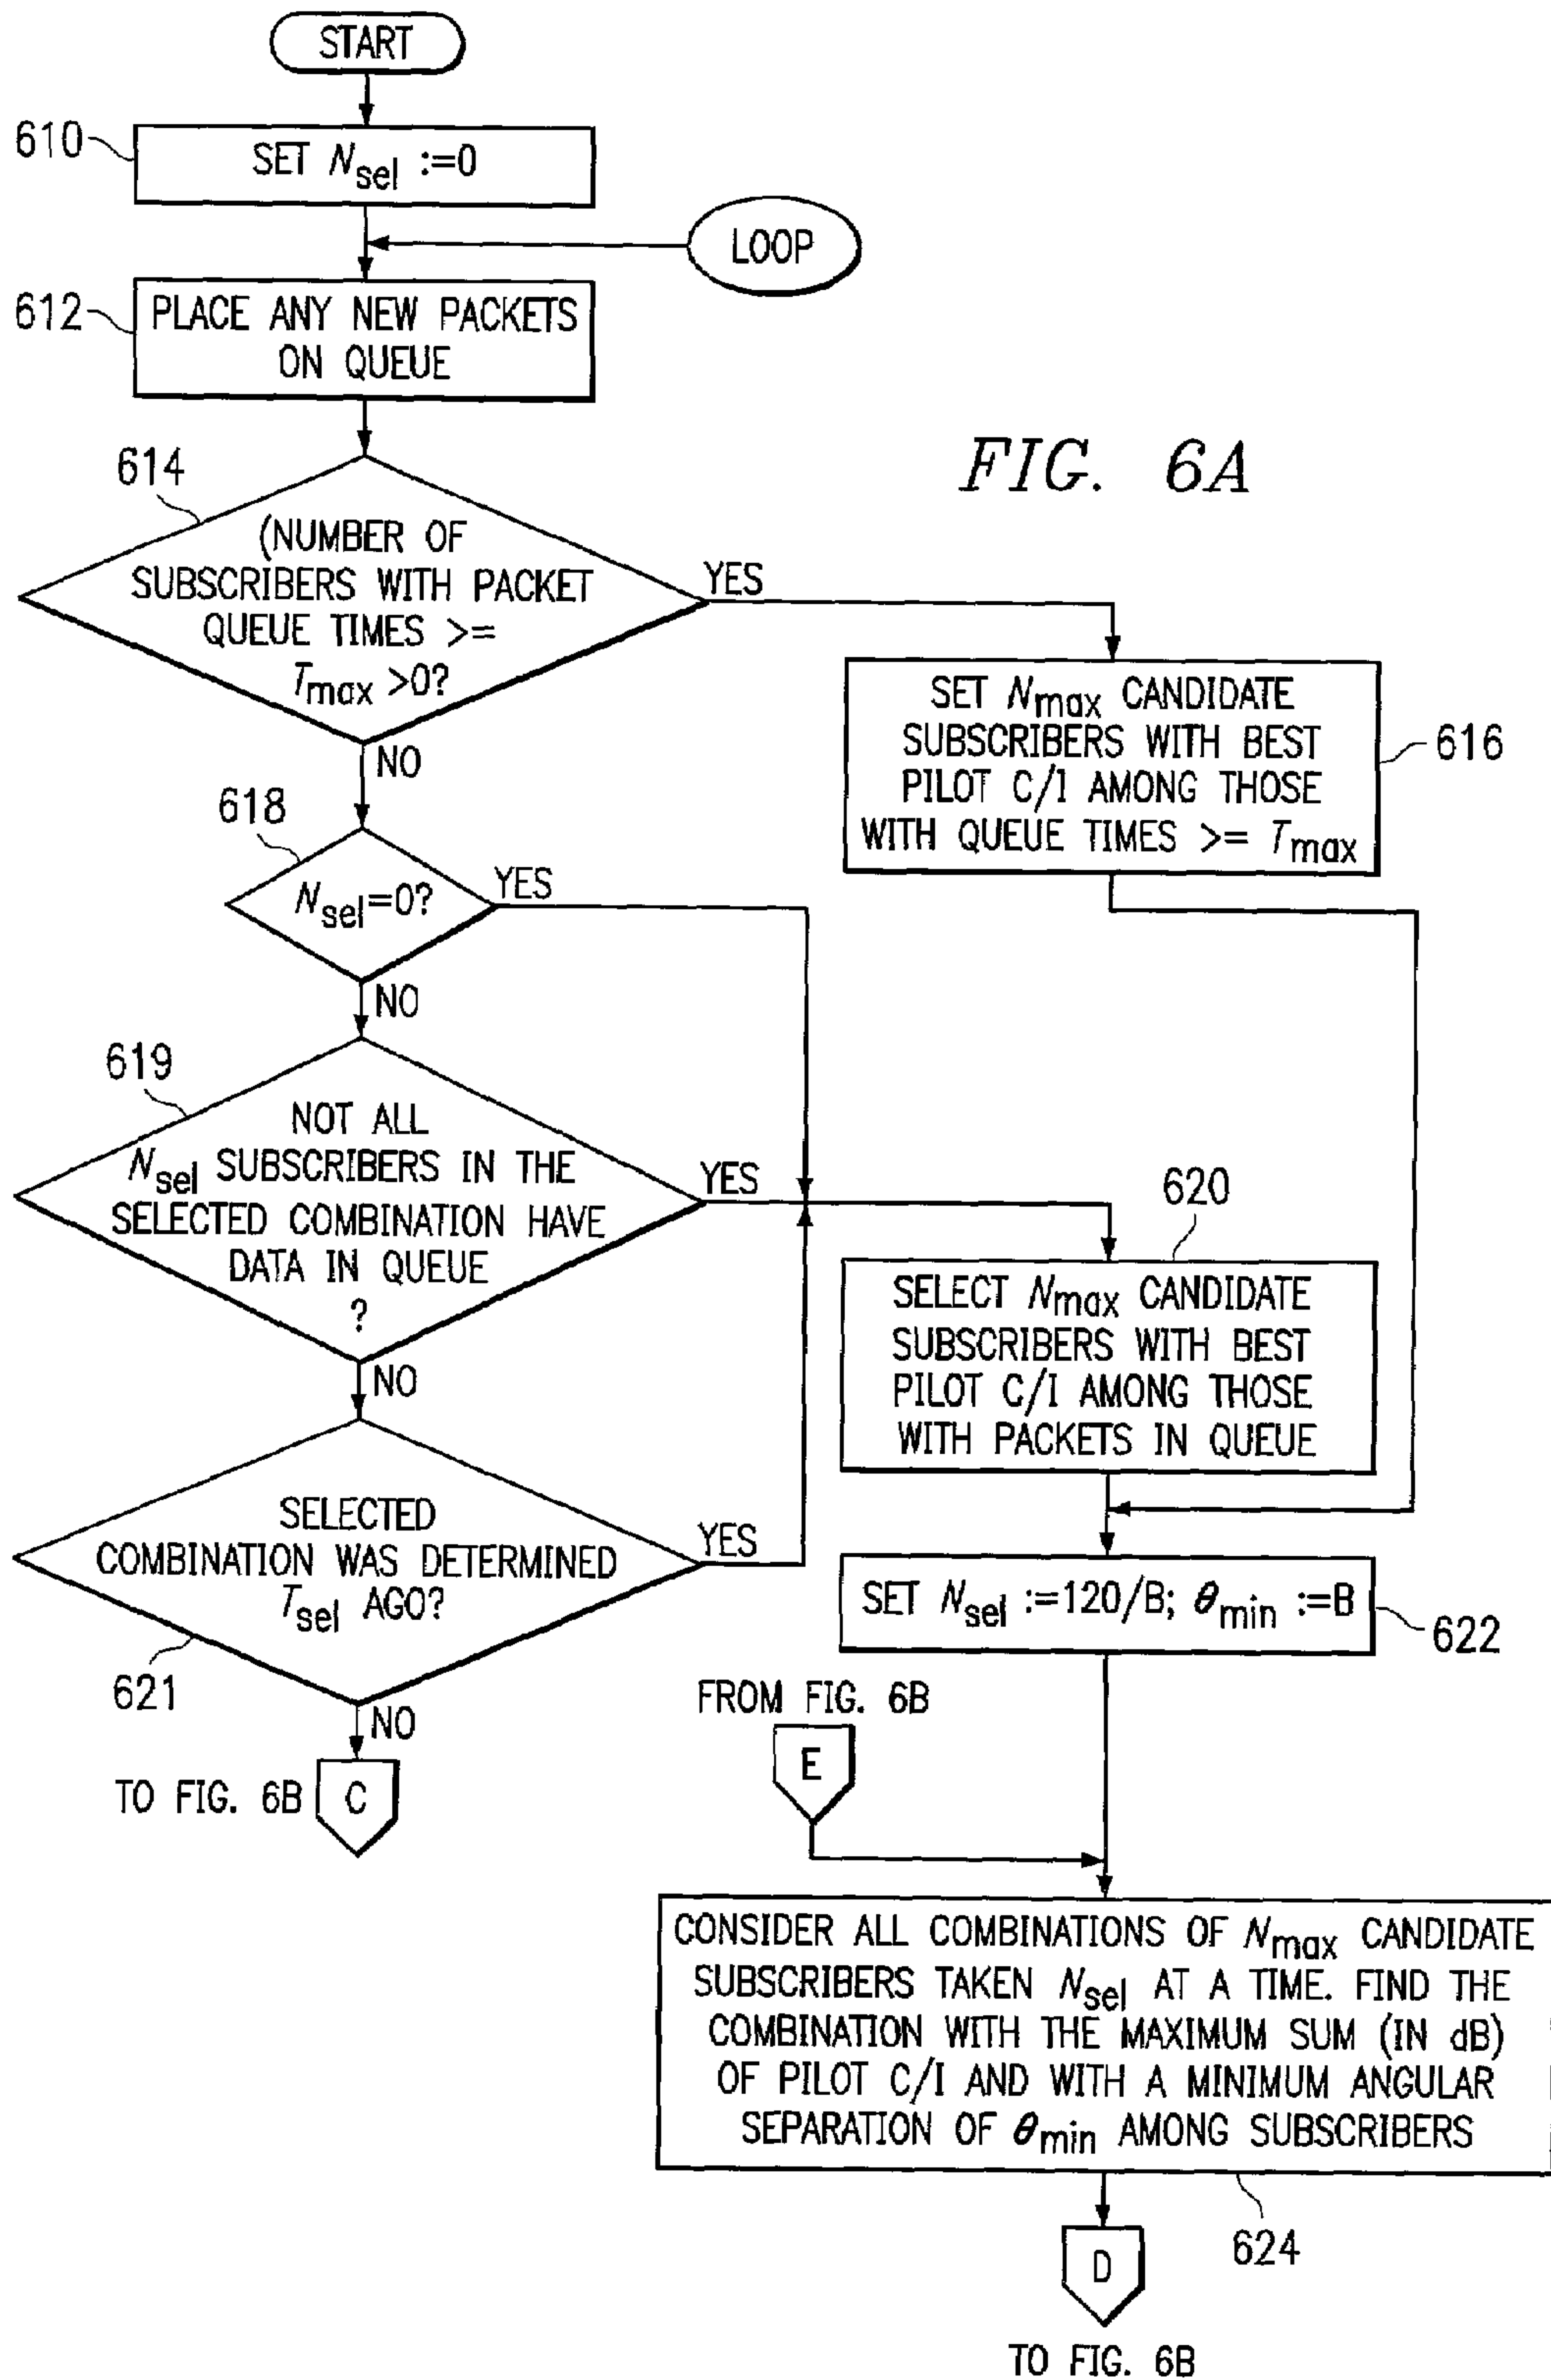 START
610
SET Nsel :=0
LOOP
612
PLACE ANY NEW PACKETS
ON QUEUE
FIG. 6A
614
(NUMBER OF
SUBSCRIBERS WITH PACKET
QUEUE TIMES >=
Tmax >0?
YES
NO
SET Nmax CANDIDATE
SUBSCRIBERS WITH BEST
PILOT C/I AMONG THOSE
WITH QUEUE TIMES >= Tmax
616
618
Nsel=0?
YES
NO
619
NOT ALL
Nsel SUBSCRIBERS IN THE
SELECTED COMBINATION HAVE
DATA IN QUEUE
?
YES
NO
620
SELECT Nmax CANDIDATE
SUBSCRIBERS WITH BEST
PILOT C/I AMONG THOSE
WITH PACKETS IN QUEUE
SELECTED
COMBINATION WAS DETERMINED
Tsel AGO?
YES
621
NO
SET Nsel :=120/B; θmin :=B
622
TO FIG. 6B
C
FROM FIG. 6B
E
CONSIDER ALL COMBINATIONS OF Nmax CANDIDATE
SUBSCRIBERS TAKEN Nsel AT A TIME. FIND THE
COMBINATION WITH THE MAXIMUM SUM (IN dB)
OF PILOT C/I AND WITH A MINIMUM ANGULAR
SEPARATION OF θmin AMONG SUBSCRIBERS
624
D
TO FIG. 6B